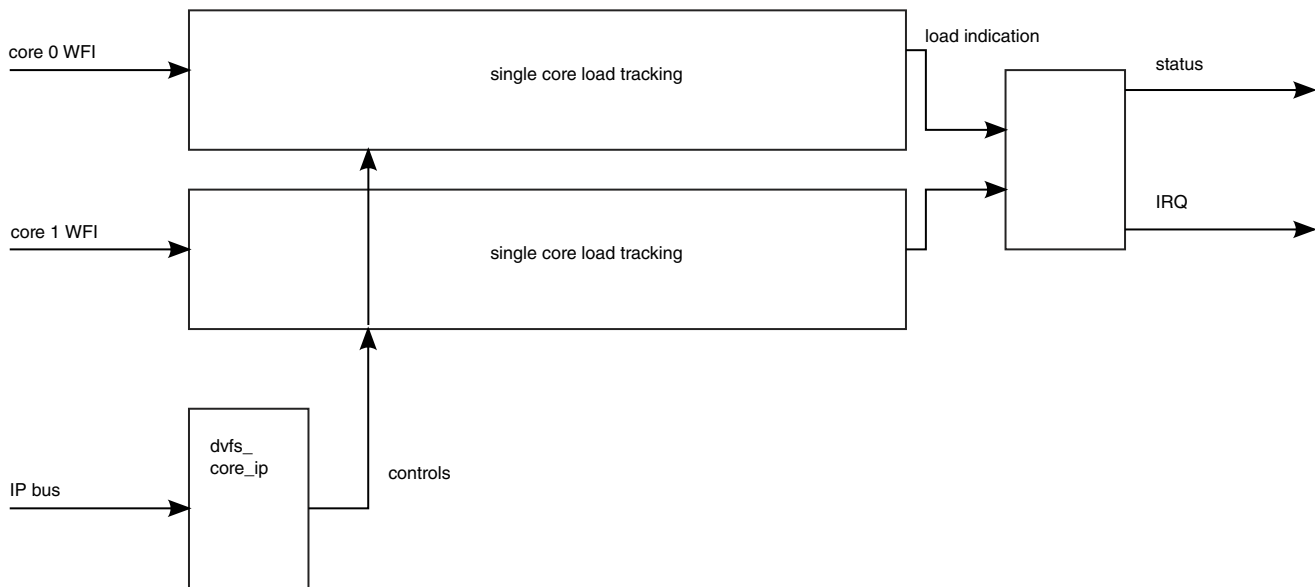 core 0 WFI
single core load tracking
load indication
status
core 1 WFI
single core load tracking
IRQ
dvfs_
core_ip
IP bus
controls